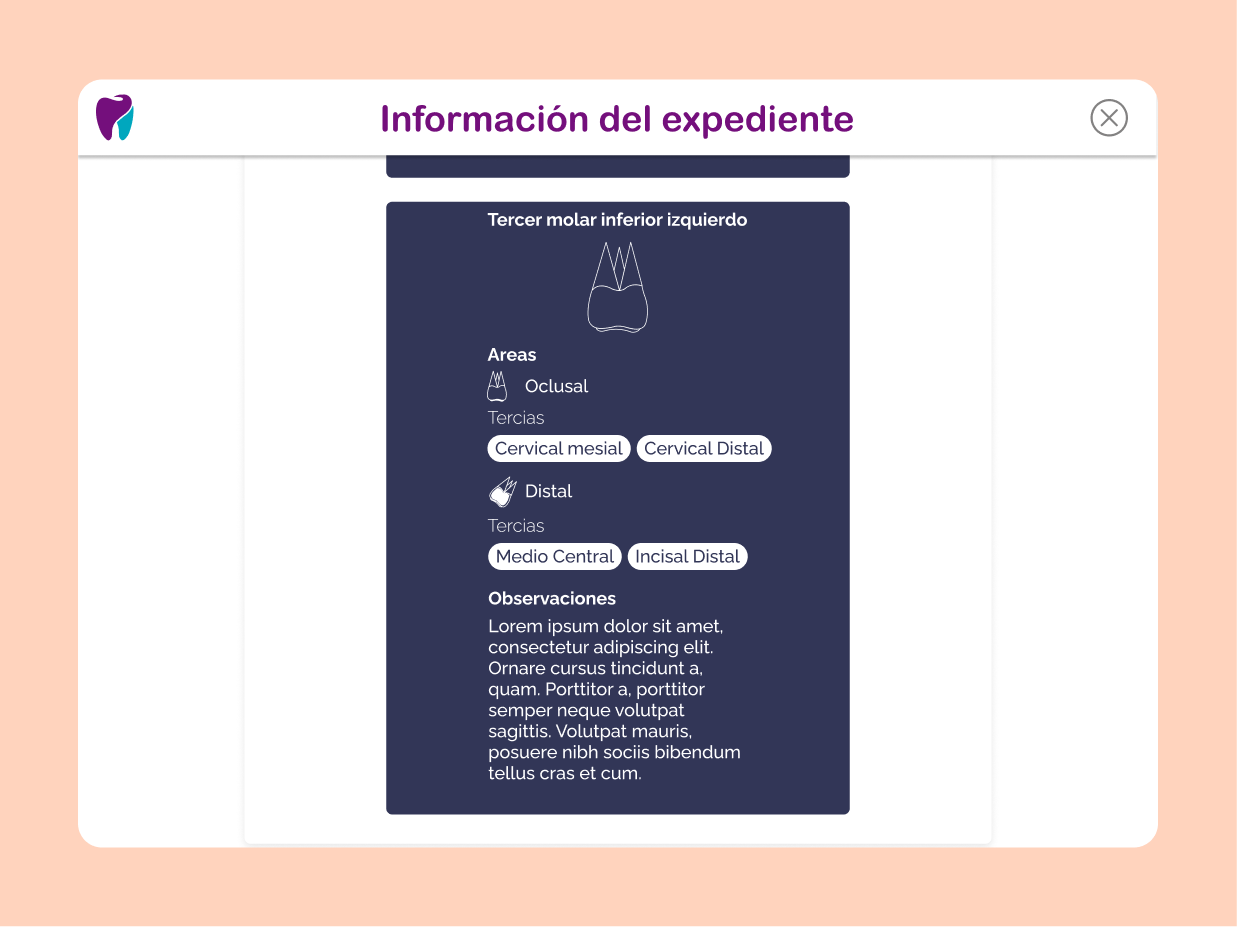 Información del expediente
Tercer molar inferior izquierdo
Areas
Oclusal
Tercias
Cervical mesial Cervical Distal
Distal
Tercias
Medio Central Incisal Distal
Observaciones
Lorem ipsum dolor sit amet,
consectetur adipiscing elit.
Ornare cursus tincidunt a,
quam. Porttitor a, porttitor
semper neque volutpat
sagittis. Volutpat mauris,
posuere nibh sociis bibendum
tellus cras et cum.